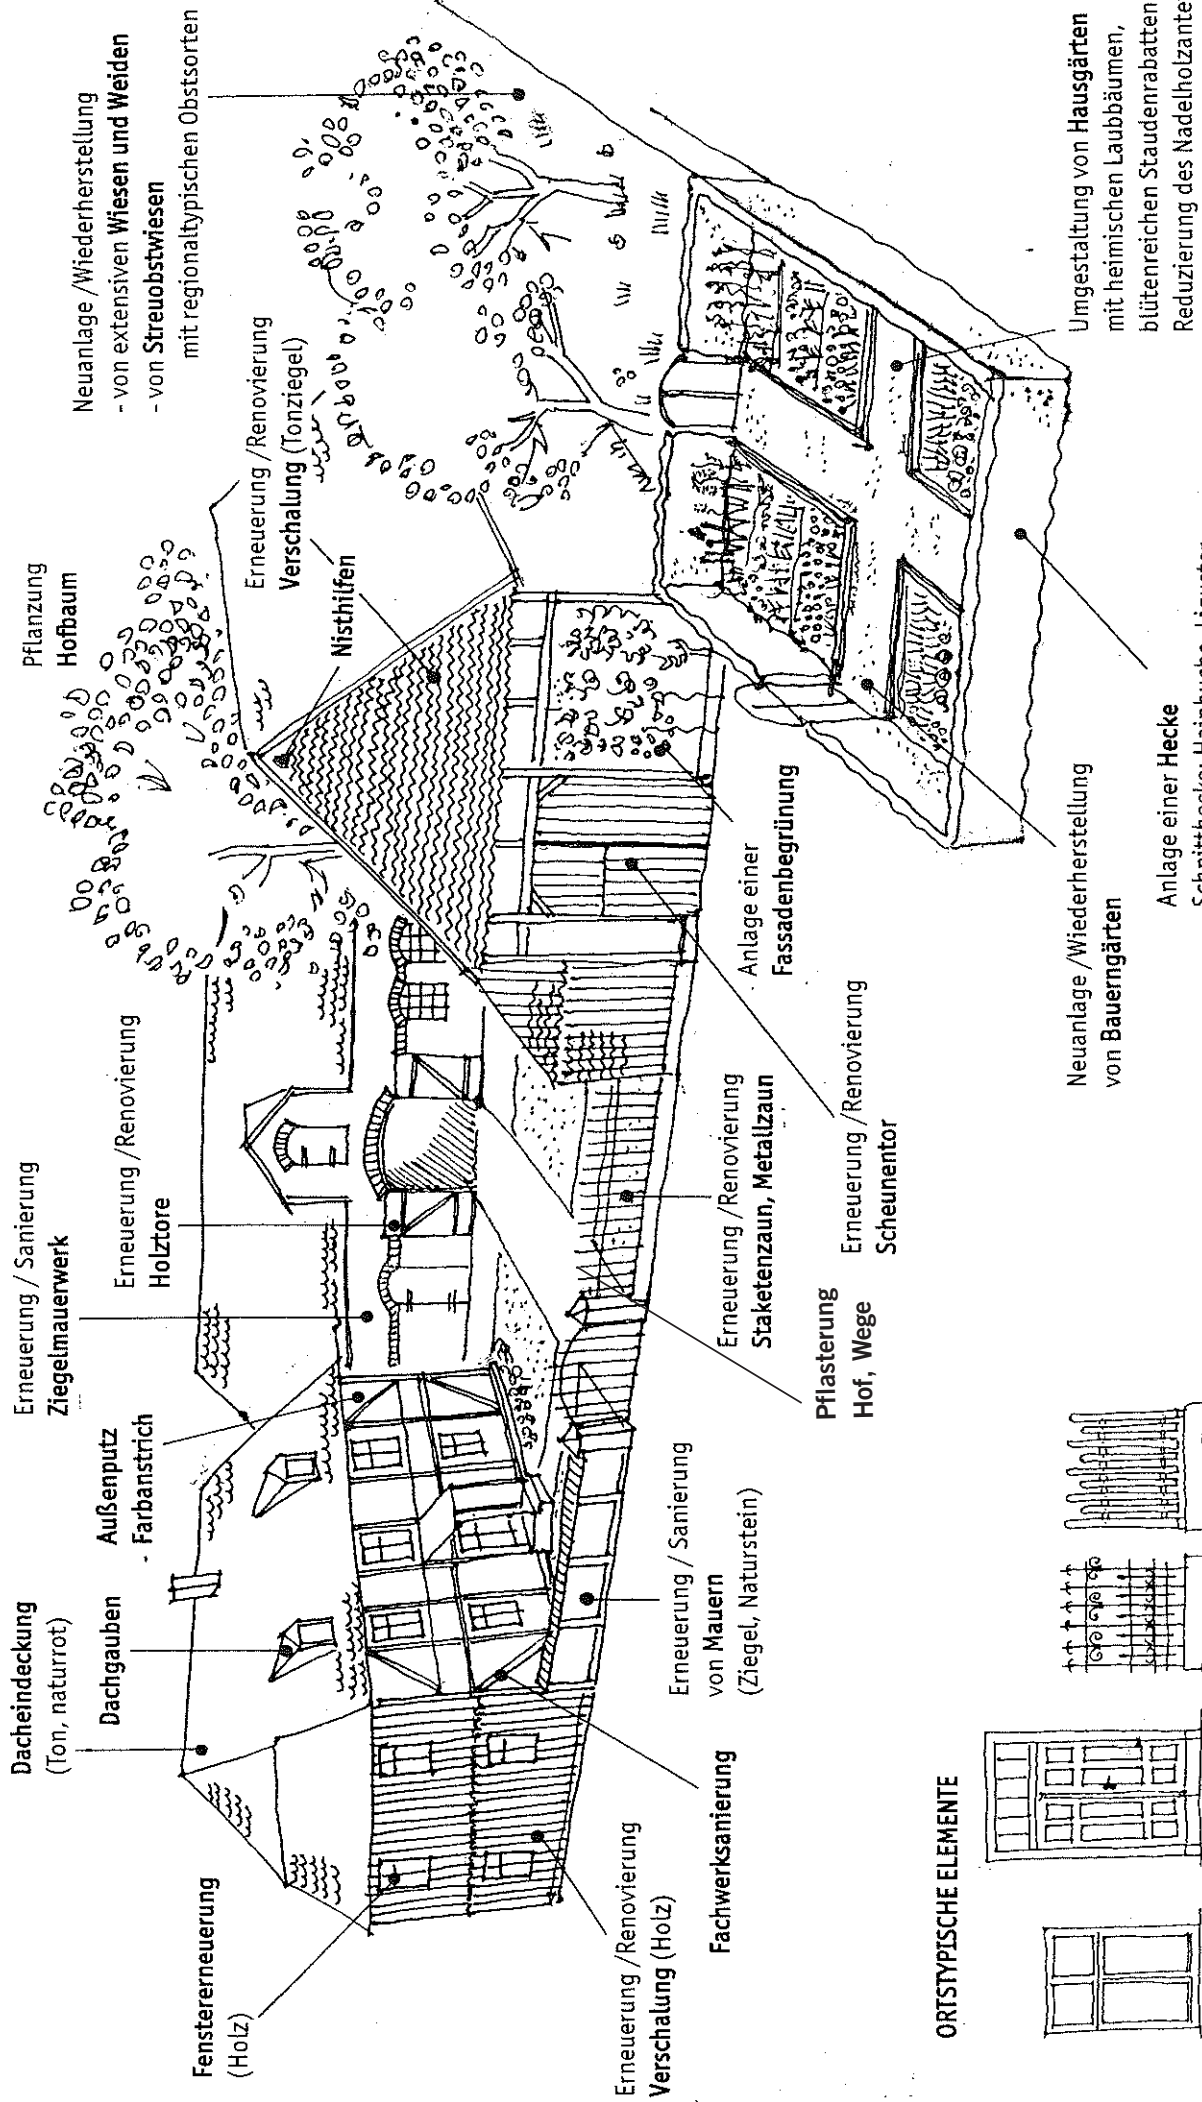 Dacheindeckung
(Ton, naturrot)
Dachgauben
Außenputz
- Farbanstrich
Erneuerung / Sanierung
Ziegelmauerwerk
Erneuerung /Renovierung
Holztore
Pflanzung
Hofbaum
Neuanlage /Wiederherstellung
- von extensiven Wiesen und Weiden
- von Streuobstwiesen
mit regionaltypischen Obstsorten
Erneuerung /Renovierung
Verschalung (Tonziegel)
Nisthilfen
Fenstererneuerung
(Holz)
Erneuerung /Renovierung
Verschalung (Holz)
Fachwerksanierung
Erneuerung / Sanierung
von Mauern
(Ziegel, Naturstein)
Erneuerung /Renovierung
Staketenzaun, Metallzaun
Pflasterung
Hof, Wege
Anlage einer
Fassadenbegrünung
Erneuerung /Renovierung
Scheunentor
Neuanlage /Wiederherstellung
von Bauerngärten
Anlage einer Hecke
Umgestaltung von Hausgärten
mit heimischen Laubbäumen,
blütenreichen Staudenrabatten
Reduzierung des
ORTSTYPISCHE ELEMENTE